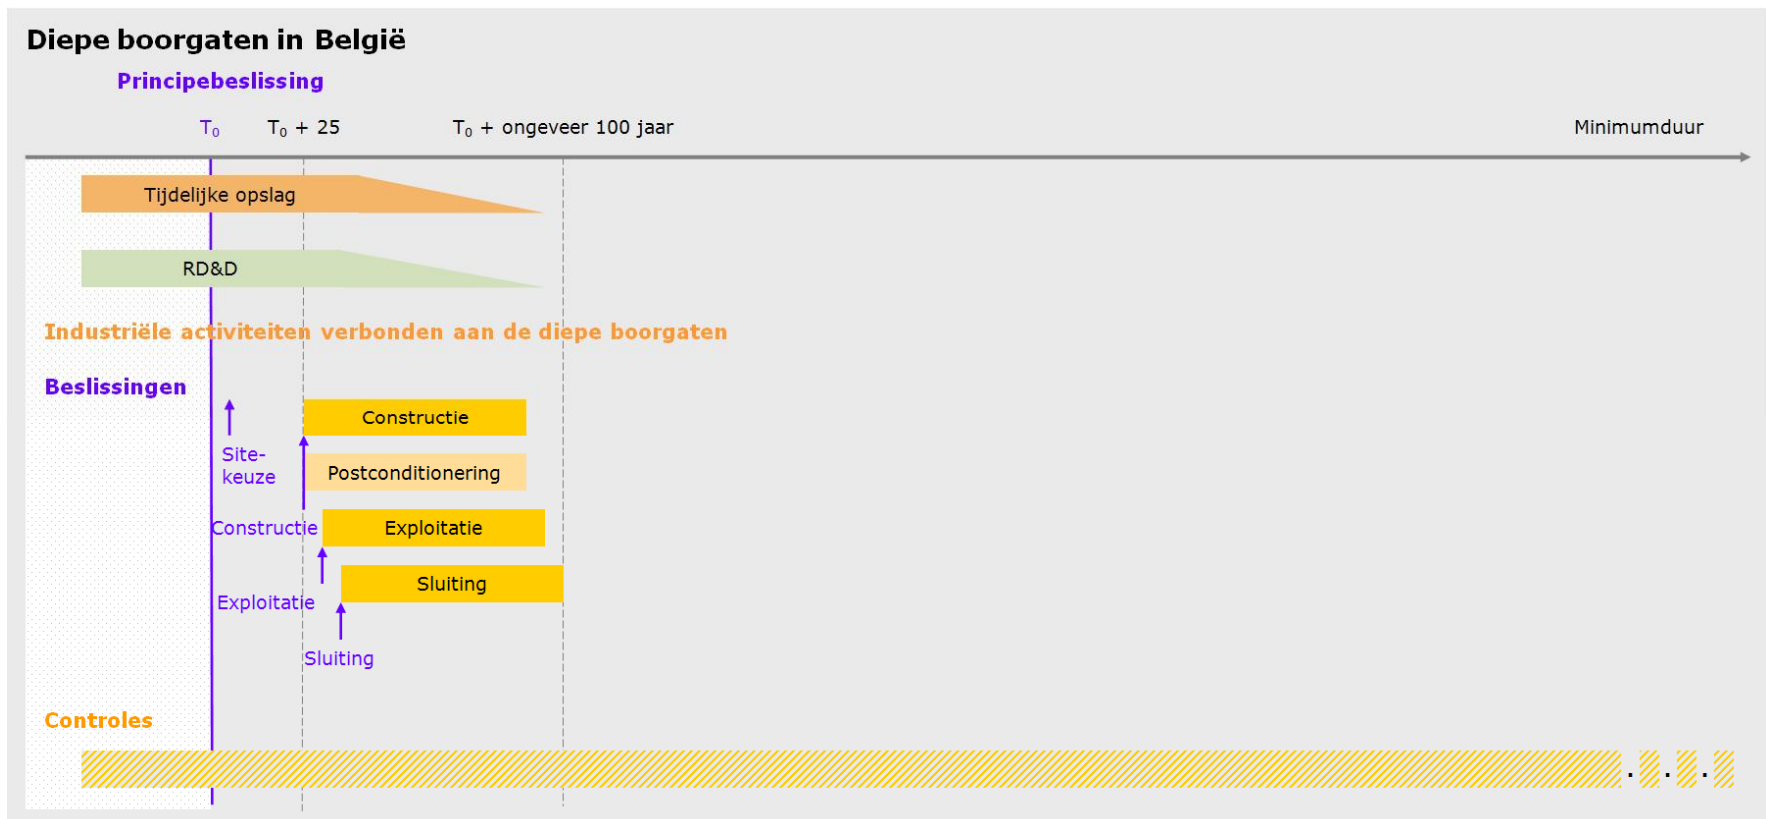 Diepe boorgaten in België
Principebeslissing
T₀
T₀ + 25
T₀ + ongeveer 100 jaar
Minimumduur
Tijdelijke opslag
RD&D
Industriële activiteiten verbonden aan de diepe boorgaten
Beslissingen
Constructie
Site-
keuze
Postconditionering
Constructie
Exploitatie
Sluiting
Exploitatie
Sluiting
Controles
. . .